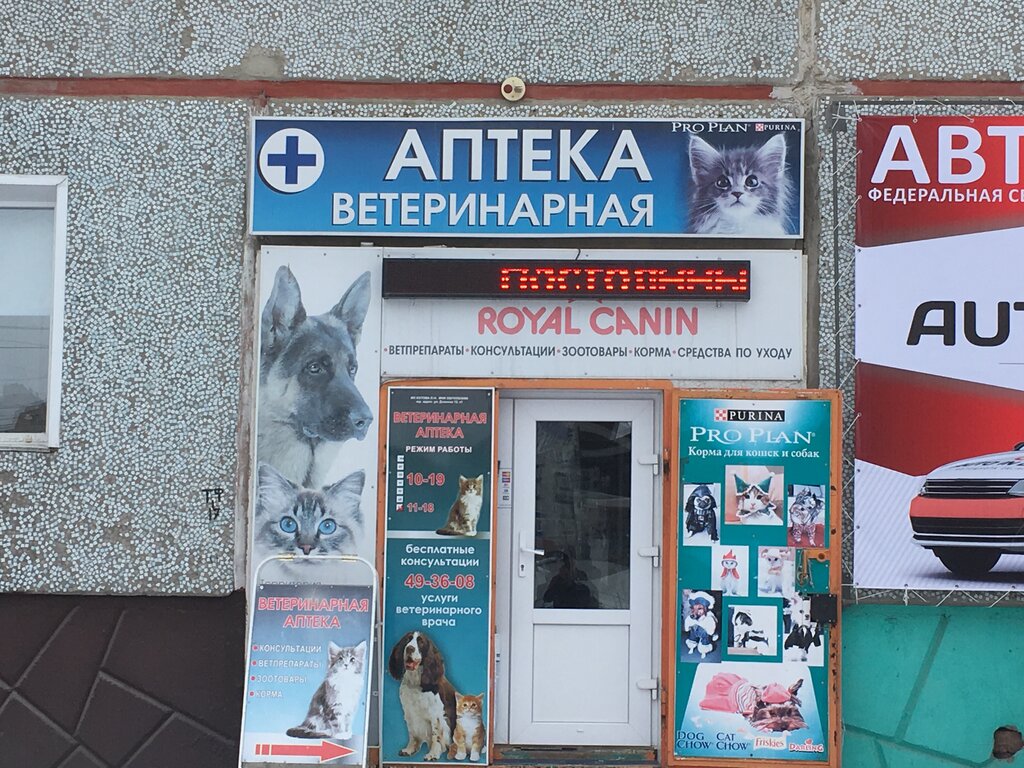 PRO PLAN PURINA
АПТЕКА
ВЕТЕРИНАРНАЯ
АВТ
ФЕДЕРАЛЬНАЯ
AUT
ROYAL CANIN
•ВЕТПРЕПАРАТЫ•КОНСУЛЬТАЦИИ•ЗООТОВАРЫ•КОРМА•СРЕДСТВА ПО УХОДУ
ВЕТЕРИНАРНАЯ
АПТЕКА
РЕЖИМ РАБОТЫ
10-19
11-18
бесплатные
консультации
49-36-08
услуги
ветеринарного
врача
PURINA
PRO PLAN
Корма для кошек и собак
DOG CHOW
CAT CHOW
Friskies
DARLING
ВЕТЕРИНАРНАЯ
АПТЕКА
•КОНСУЛЬТАЦИИ
•ВЕТПРЕПАРАТЫ
•ЗООТОВАРЫ
•КОРМА